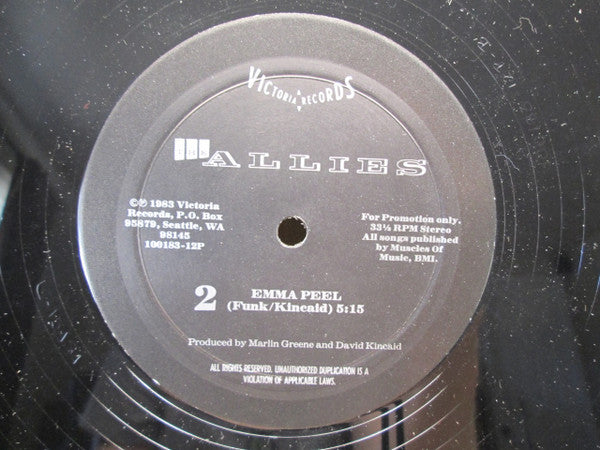 VICTORIA RECORDS
ALLIES
©℗ 1983 Victoria
Records, P.O. Box
95879, Seattle, WA
98145
100183-12P
For Promotion only.
33⅓ RPM Stereo
All songs published
by Muscles Of
Music, BMI.
2
EMMA PEEL
(Funk/Kincaid) 5:15
Produced by Marlin Greene and David Kincaid
ALL RIGHTS RESERVED. UNAUTHORIZED DUPLICATION IS A
VIOLATION OF APPLICABLE LAWS.